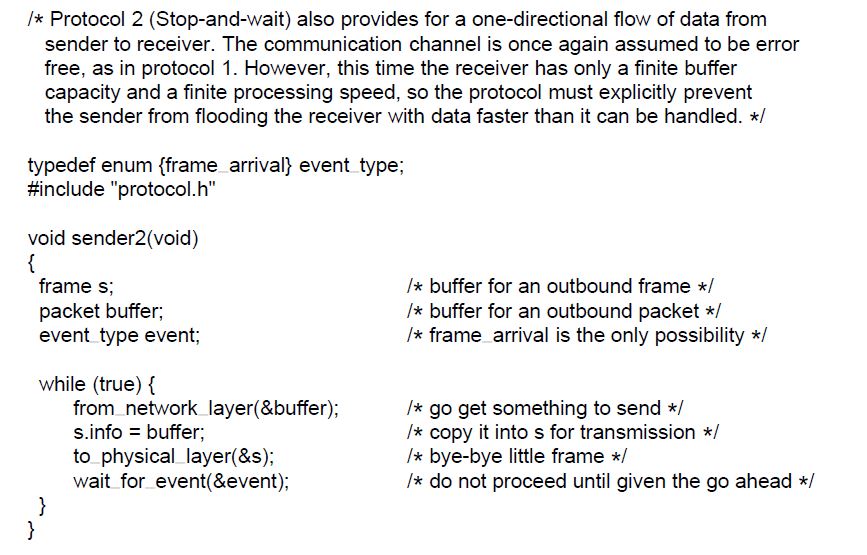 /* Protocol 2 (Stop-and-wait) also provides for a one-directional flow of data from
sender to receiver. The communication channel is once again assumed to be error
free, as in protocol 1. However, this time the receiver has only a finite buffer
capacity and a finite processing speed, so the protocol must explicitly prevent
the sender from flooding the receiver with data faster than it can be handled. */
typedef enum {frame_arrival} event_type;
#include "protocol.h"
void sender2(void)
{
frame s; /* buffer for an outbound frame */
packet buffer; /* buffer for an outbound packet */
event_type event; /* frame_arrival is the only possibility */
while (true) {
from_network_layer(&buffer); /* go get something to send */
s.info = buffer; /* copy it into s for transmission */
to_physical_layer(&s); /* bye-bye little frame */
wait_for_event(&event); /* do not proceed until given the go ahead */
}
}